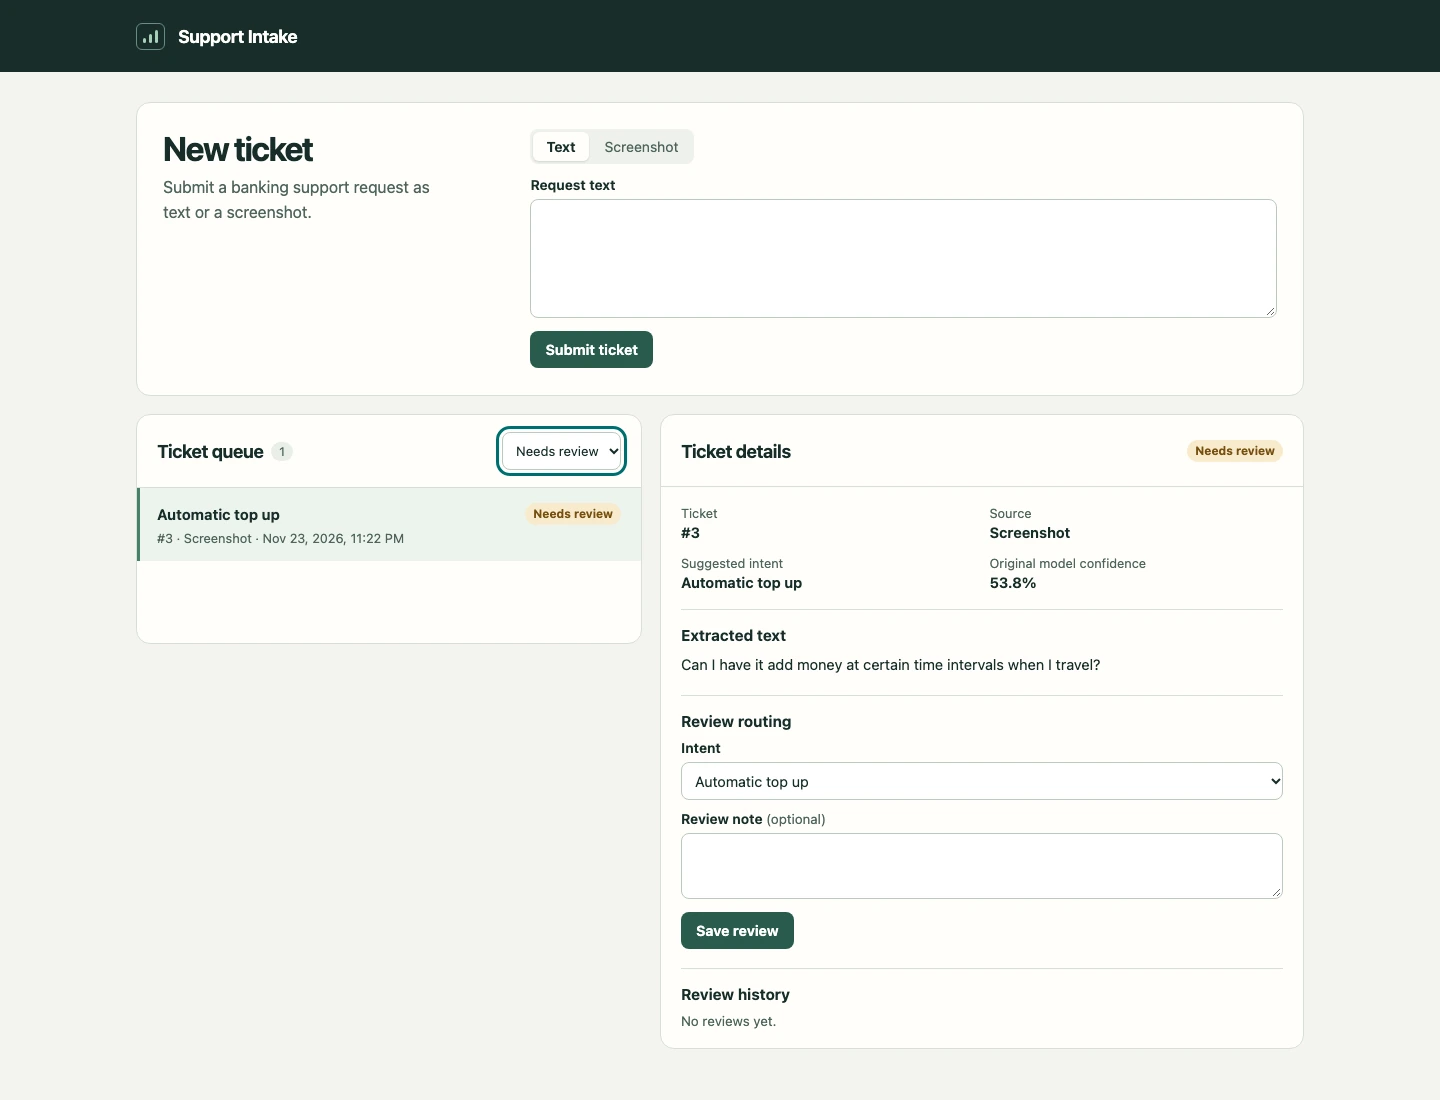 Support Intake
New ticket
Submit a banking support request as
text or a screenshot.
Text
Screenshot
Request text
Submit ticket
Ticket queue 1
Needs review
Automatic top up
Needs review
#3 · Screenshot · Nov 23, 2026, 11:22 PM
Ticket details
Needs review
Ticket
#3
Source
Screenshot
Suggested intent
Automatic top up
Original model confidence
53.8%
Extracted text
Can I have it add money at certain time intervals when I travel?
Review routing
Intent
Automatic top up
Review note (optional)
Save review
Review history
No reviews yet.